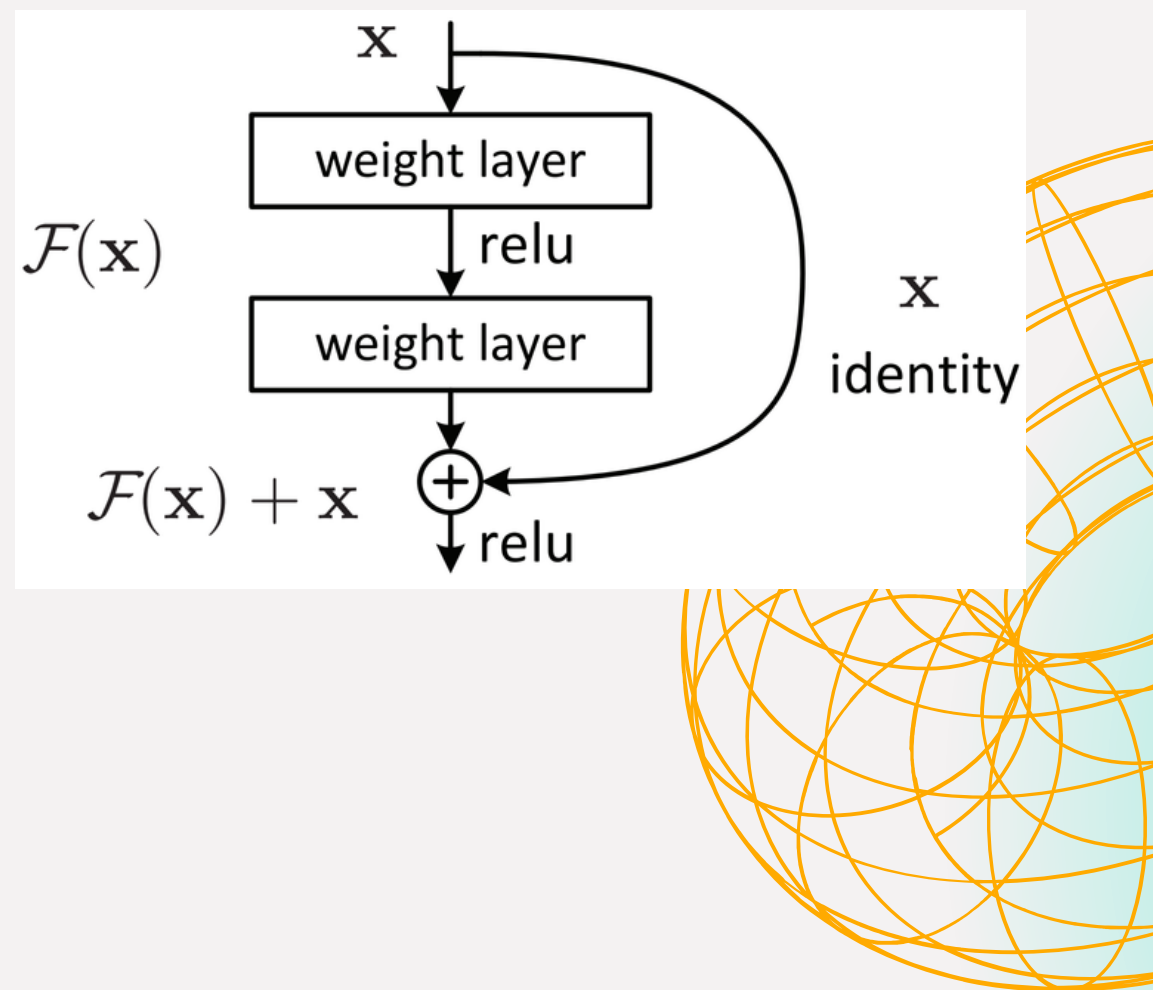 x
weight layer
relu
F(x)
weight layer
x
identity
F(x) + x
+
relu